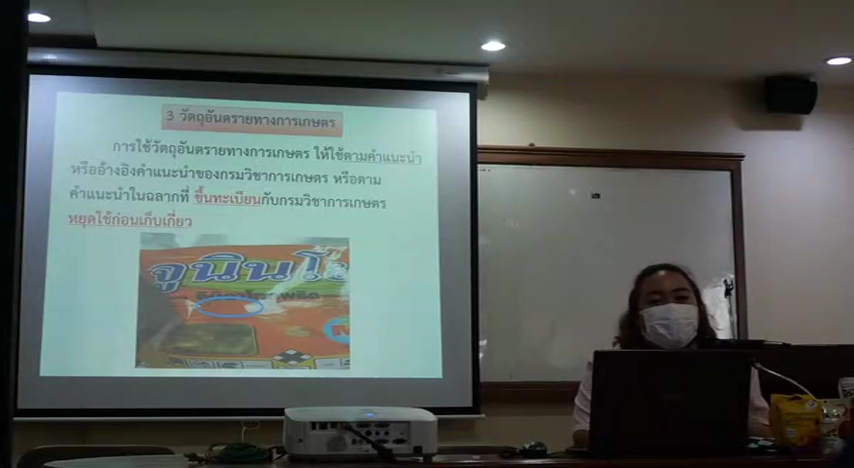 3 วัตถุอันตรายทางการเกษตร
การใช้วัตถุอันตรายทางการเกษตร ให้ใช้ตามคำแนะนำ
หรืออ้างอิงคำแนะนำของกรมวิชาการเกษตร หรือตาม
คำแนะนำในฉลากที่ ขึ้นทะเบียนกับกรมวิชาการเกษตร
หยุดใช้ก่อนเก็บเกี่ยว